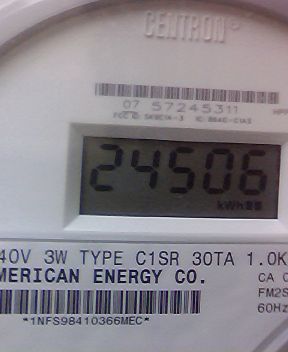 CENTRON
07 57245311
24506
kWh
40V 3W TYPE C1SR 30TA 1.0K
MERICAN ENERGY CO.
CA 0
FM2S
60Hz
*1NFS98410366MEC*